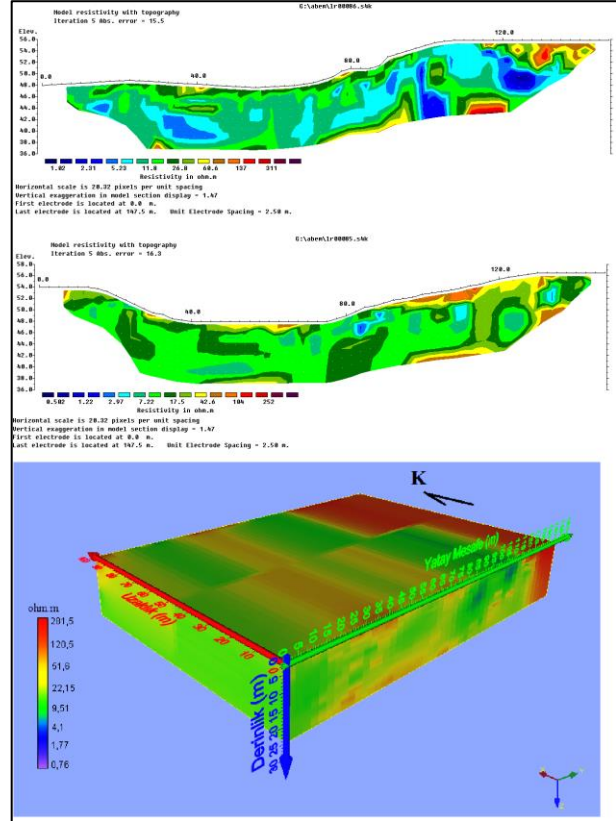 G:\abem\lr00086.s4k
Model resistivity with topography
Iteration 5 Abs. error = 15.5
Elev.
56.0
54.0
52.0
50.0
48.0
46.0
44.0
42.0
40.0
38.0
36.0
0.0
40.0
80.0
120.0
1.02 2.31 5.23 11.8 26.8 60.6 137 311
Resistivity in ohm.m
Horizontal scale is 20.32 pixels per unit spacing
Vertical exaggeration in model section display = 1.47
First electrode is located at 0.0 m.
Last electrode is located at 147.5 m. Unit Electrode Spacing = 2.50 m.
G:\abem\lr00085.s4k
Model resistivity with topography
Iteration 5 Abs. error = 16.3
Elev.
58.0
56.0
54.0
52.0
50.0
48.0
46.0
44.0
42.0
40.0
38.0
36.0
0.0
40.0
80.0
120.0
0.502 1.22 2.97 7.22 17.5 42.6 104 252
Resistivity in ohm.m
Horizontal scale is 20.32 pixels per unit spacing
Vertical exaggeration in model section display = 1.47
First electrode is located at 0.0 m.
Last electrode is located at 147.5 m. Unit Electrode Spacing = 2.50 m.
K
Yatay Mesafe (m)
Uzaklık (m)
Derinlik (m)
ohm.m
201,5
115
51,6
22,15
9,51
4,1
1,77
0,76